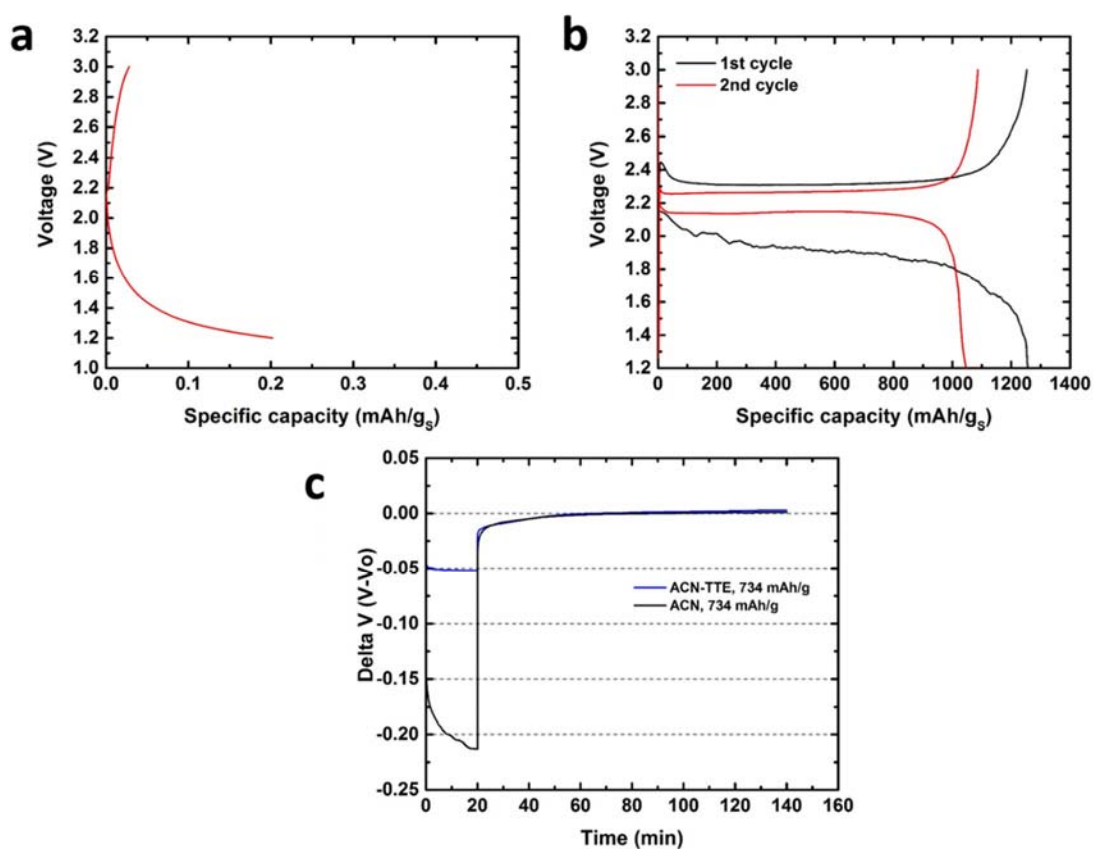 a
3.2
3.0
2.8
2.6
2.4
2.2
2.0
1.8
1.6
1.4
1.2
1.0
Voltage (V)
0.0 0.1 0.2 0.3 0.4 0.5
Specific capacity (mAh/gS)
b
1st cycle
2nd cycle
3.2
3.0
2.8
2.6
2.4
2.2
2.0
1.8
1.6
1.4
1.2
Voltage (V)
0 200 400 600 800 1000 1200 1400
Specific capacity (mAh/gS)
c
0.05
0.00
-0.05
-0.10
-0.15
-0.20
-0.25
Delta V (V-Vo)
ACN-TTE, 734 mAh/g
ACN, 734 mAh/g
0 20 40 60 80 100 120 140 160
Time (min)